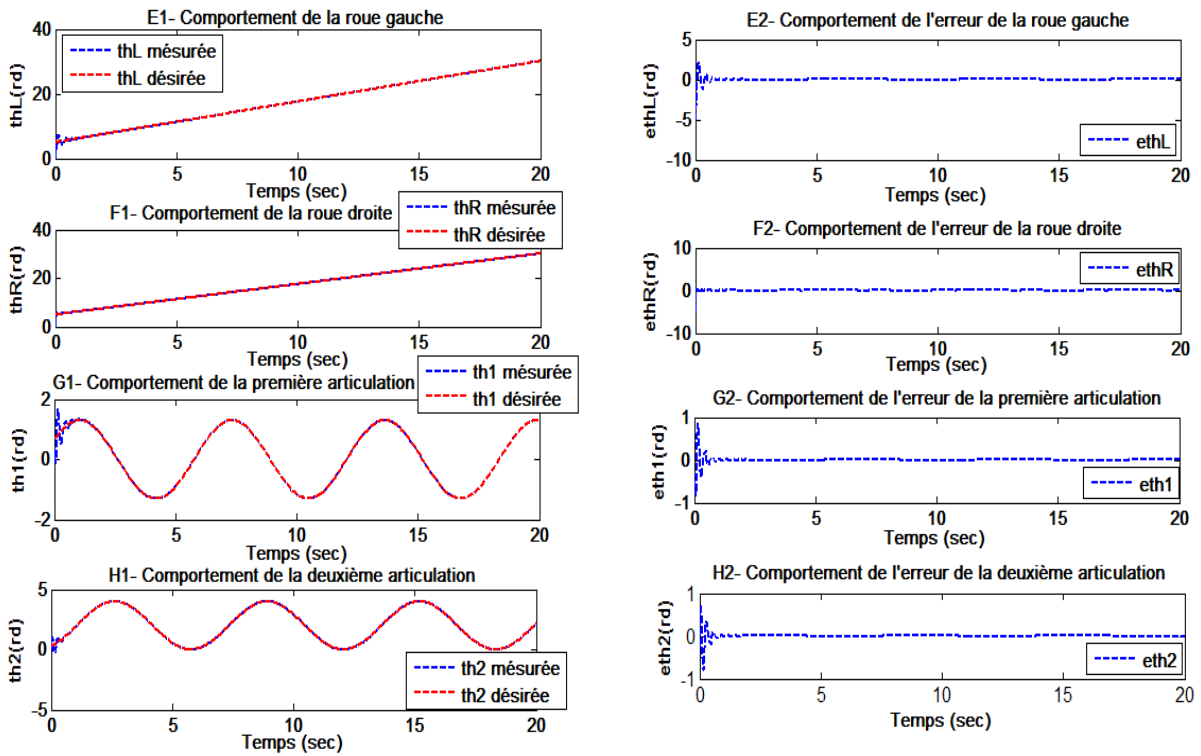 E1- Comportement de la roue gauche
40
20
0
thL(rd)
thL mésurée
thL désirée
0 5 10 15 20
Temps (sec)
E2- Comportement de l'erreur de la roue gauche
5
0
-5
-10
ethL(rd)
ethL
0 5 10 15 20
Temps (sec)
F1- Comportement de la roue droite
40
20
0
thR(rd)
thR mésurée
thR désirée
0 5 10 15 20
Temps (sec)
F2- Comportement de l'erreur de la roue droite
10
0
-10
ethR(rd)
ethR
0 5 10 15 20
Temps (sec)
G1- Comportement de la première articulation
2
0
-2
th1(rd)
th1 mésurée
th1 désirée
0 5 10 15 20
Temps (sec)
G2- Comportement de l'erreur de la première articulation
1
0
-1
eth1(rd)
eth1
0 5 10 15 20
Temps (sec)
H1- Comportement de la deuxième articulation
5
0
-5
th2(rd)
th2 mésurée
th2 désirée
0 5 10 15 20
Temps (sec)
H2- Comportement de l'erreur de la deuxième articulation
1
0
-1
eth2(rd)
eth2
0 5 10 15 20
Temps (sec)